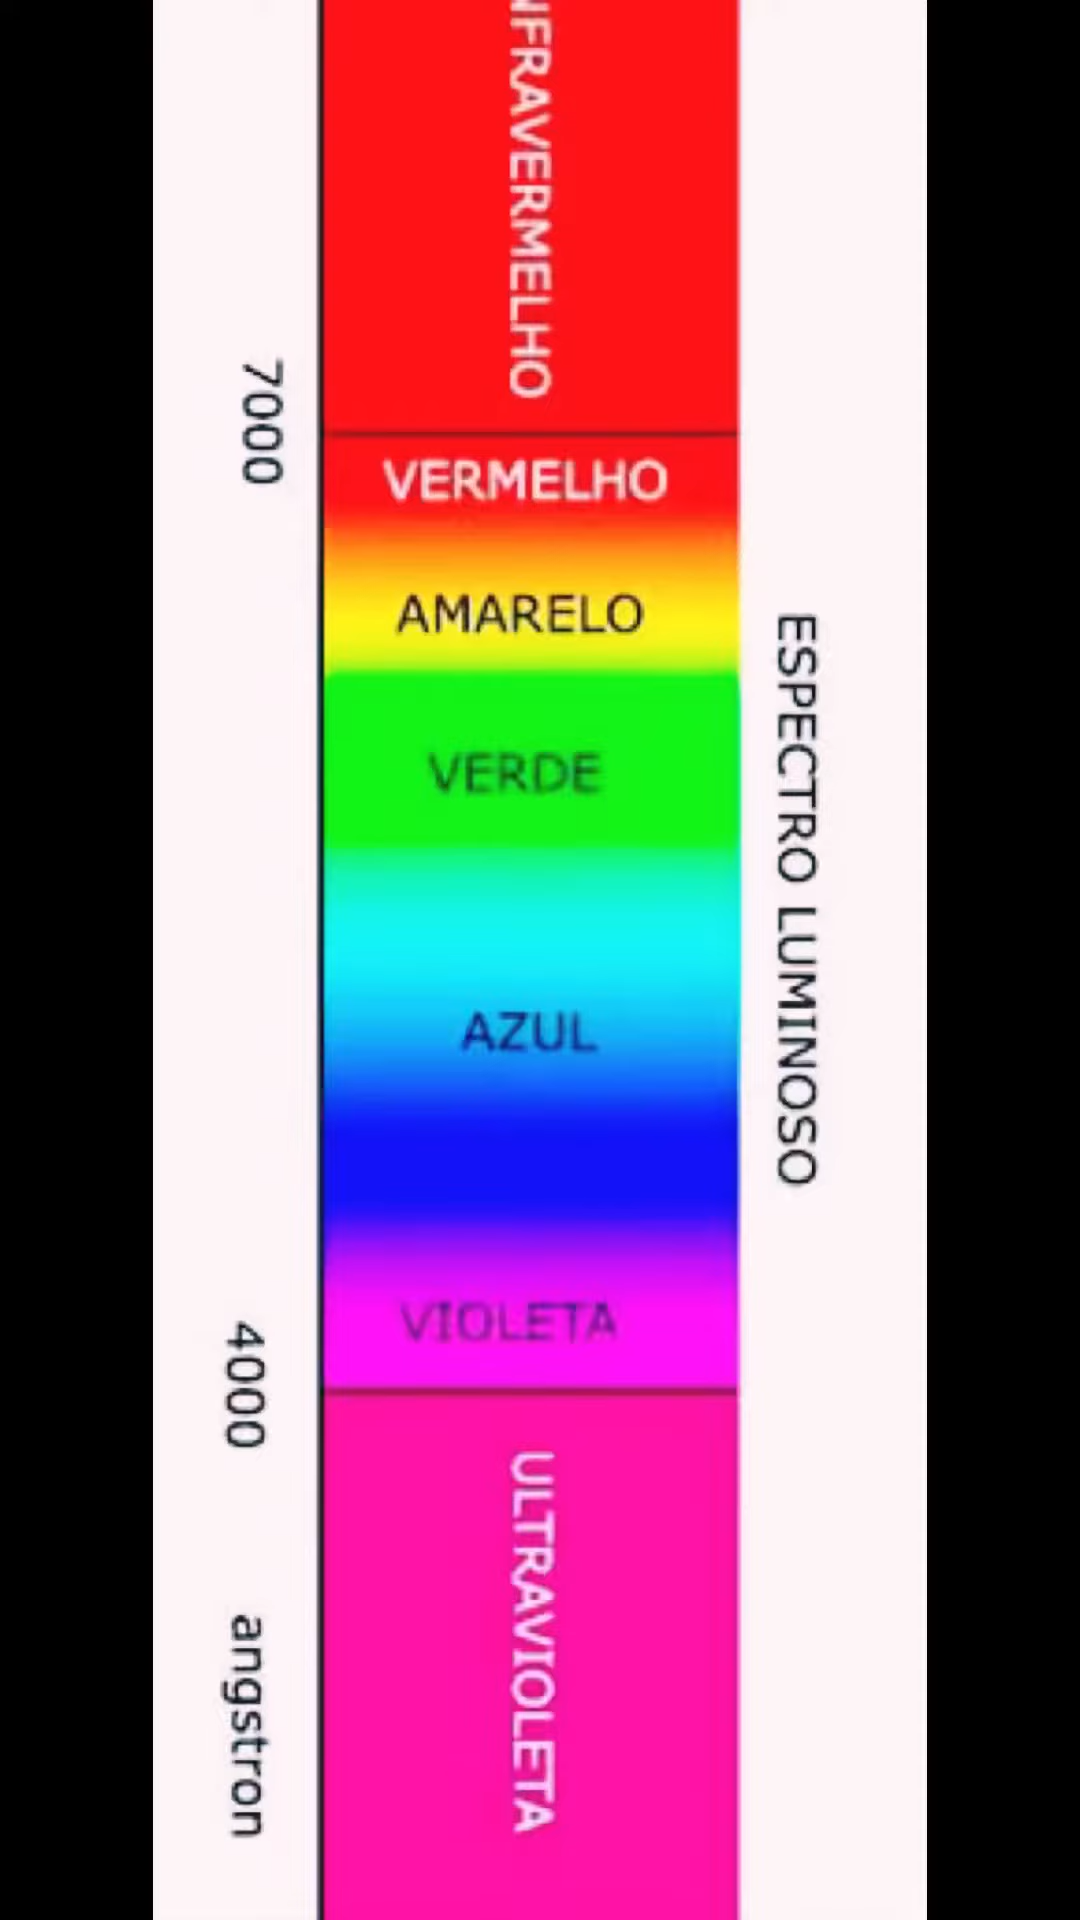 NFRAVERMELHO
7000
VERMELHO
AMARELO
VERDE
AZUL
VIOLETA
4000
ULTRAVIOLETA
angstron
ESPECTRO LUMINOSO